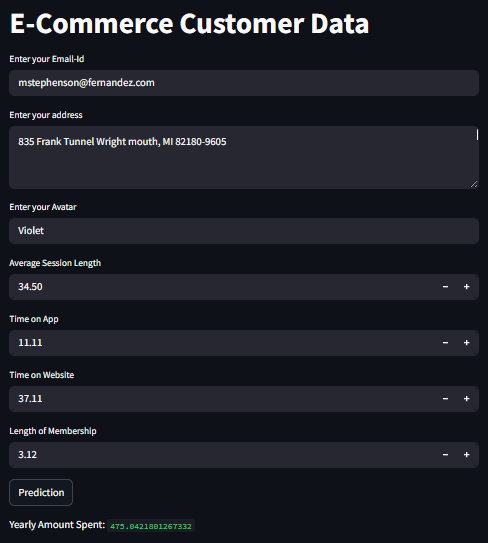 E-Commerce Customer Data
Enter your Email-Id
mstephenson@fernandez.com
Enter your address
835 Frank Tunnel Wright mouth, MI 82180-9605
Enter your Avatar
Violet
Average Session Length
34.50 − +
Time on App
11.11 − +
Time on Website
37.11 − +
Length of Membership
3.12 − +
Prediction
Yearly Amount Spent: 475.0421801267332